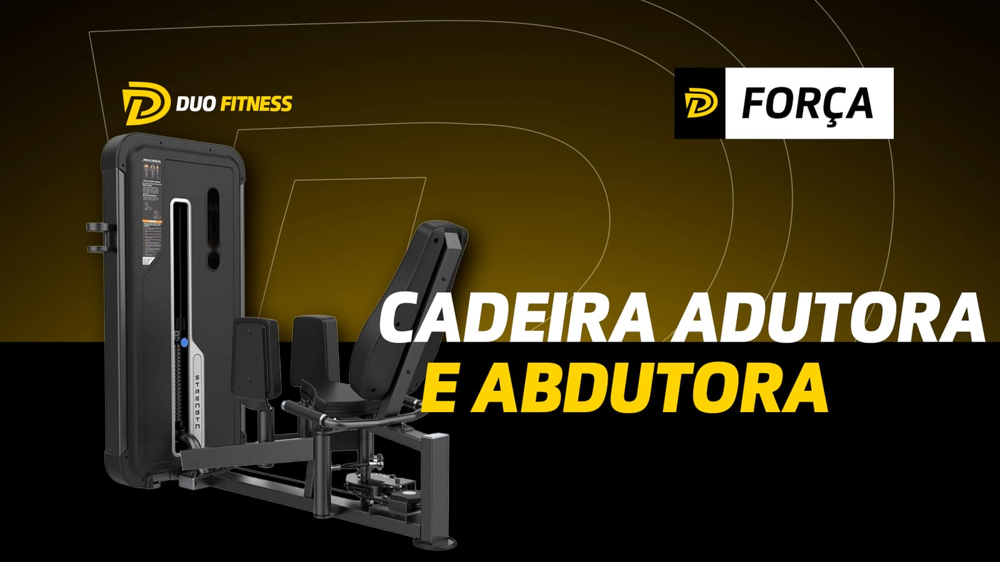 DUO FITNESS
FORÇA
CADEIRA ADUTORA
E ABDUTORA
STRENGTH